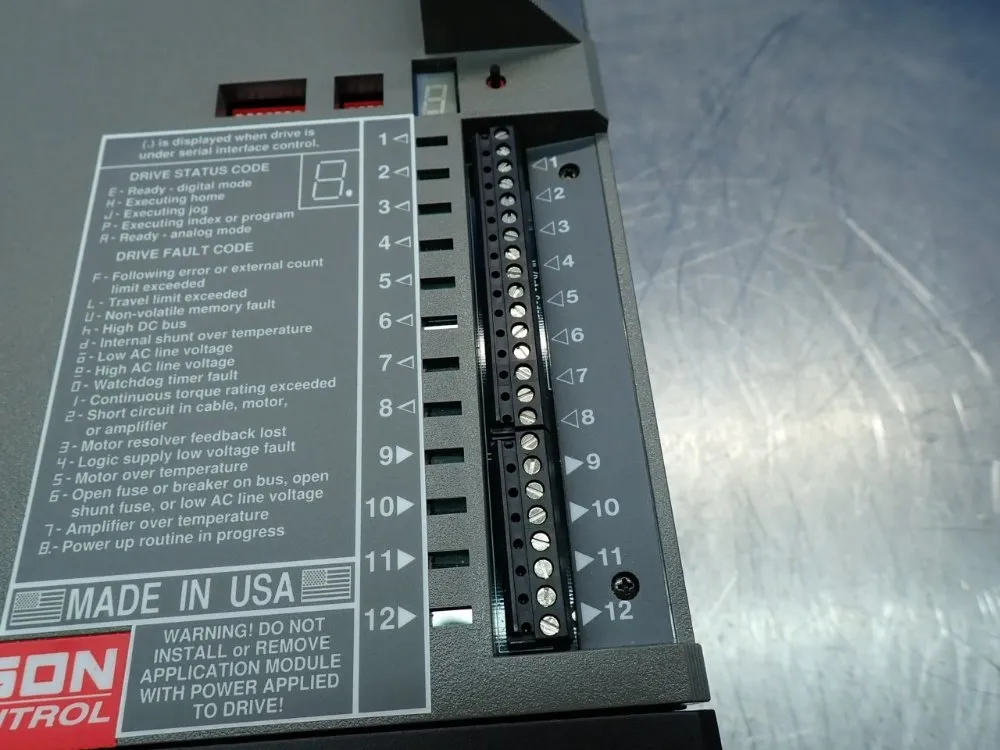 (.) is displayed when drive is
under serial interface control.
DRIVE STATUS CODE
8.
E - Ready - digital mode
H - Executing home
J - Executing jog
P - Executing index or program
R - Ready - analog mode
DRIVE FAULT CODE
F - Following error or external count
limit exceeded
L - Travel limit exceeded
U - Non-volatile memory fault
h - High DC bus
d - Internal shunt over temperature
Low AC line voltage
High AC line voltage
0 - Watchdog timer fault
1 - Continuous torque rating exceeded
2 - Short circuit in cable, motor,
or amplifier
3 - Motor resolver feedback lost
4 - Logic supply low voltage fault
5 - Motor over temperature
6 - Open fuse or breaker on bus, open
shunt fuse, or low AC line voltage
7 - Amplifier over temperature
8. - Power up routine in progress
MADE IN USA
SON
NTROL
WARNING! DO NOT
INSTALL or REMOVE
APPLICATION MODULE
WITH POWER APPLIED
TO DRIVE!
1
2
3
4
5
6
7
8
9
10
11
12
1
2
3
4
5
6
7
8
9
10
11
12